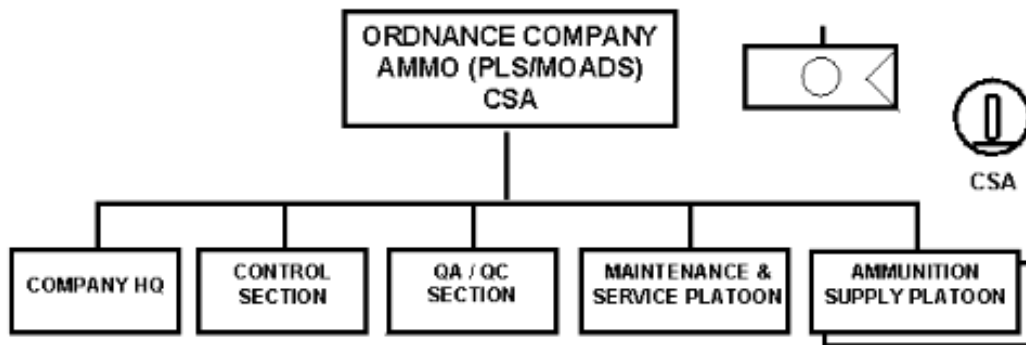 ORDNANCE COMPANY
AMMO (PLS/MOADS)
CSA
CSA
COMPANY HQ
CONTROL
SECTION
QA / QC
SECTION
MAINTENANCE &
SERVICE PLATOON
AMMUNITION
SUPPLY PLATOON